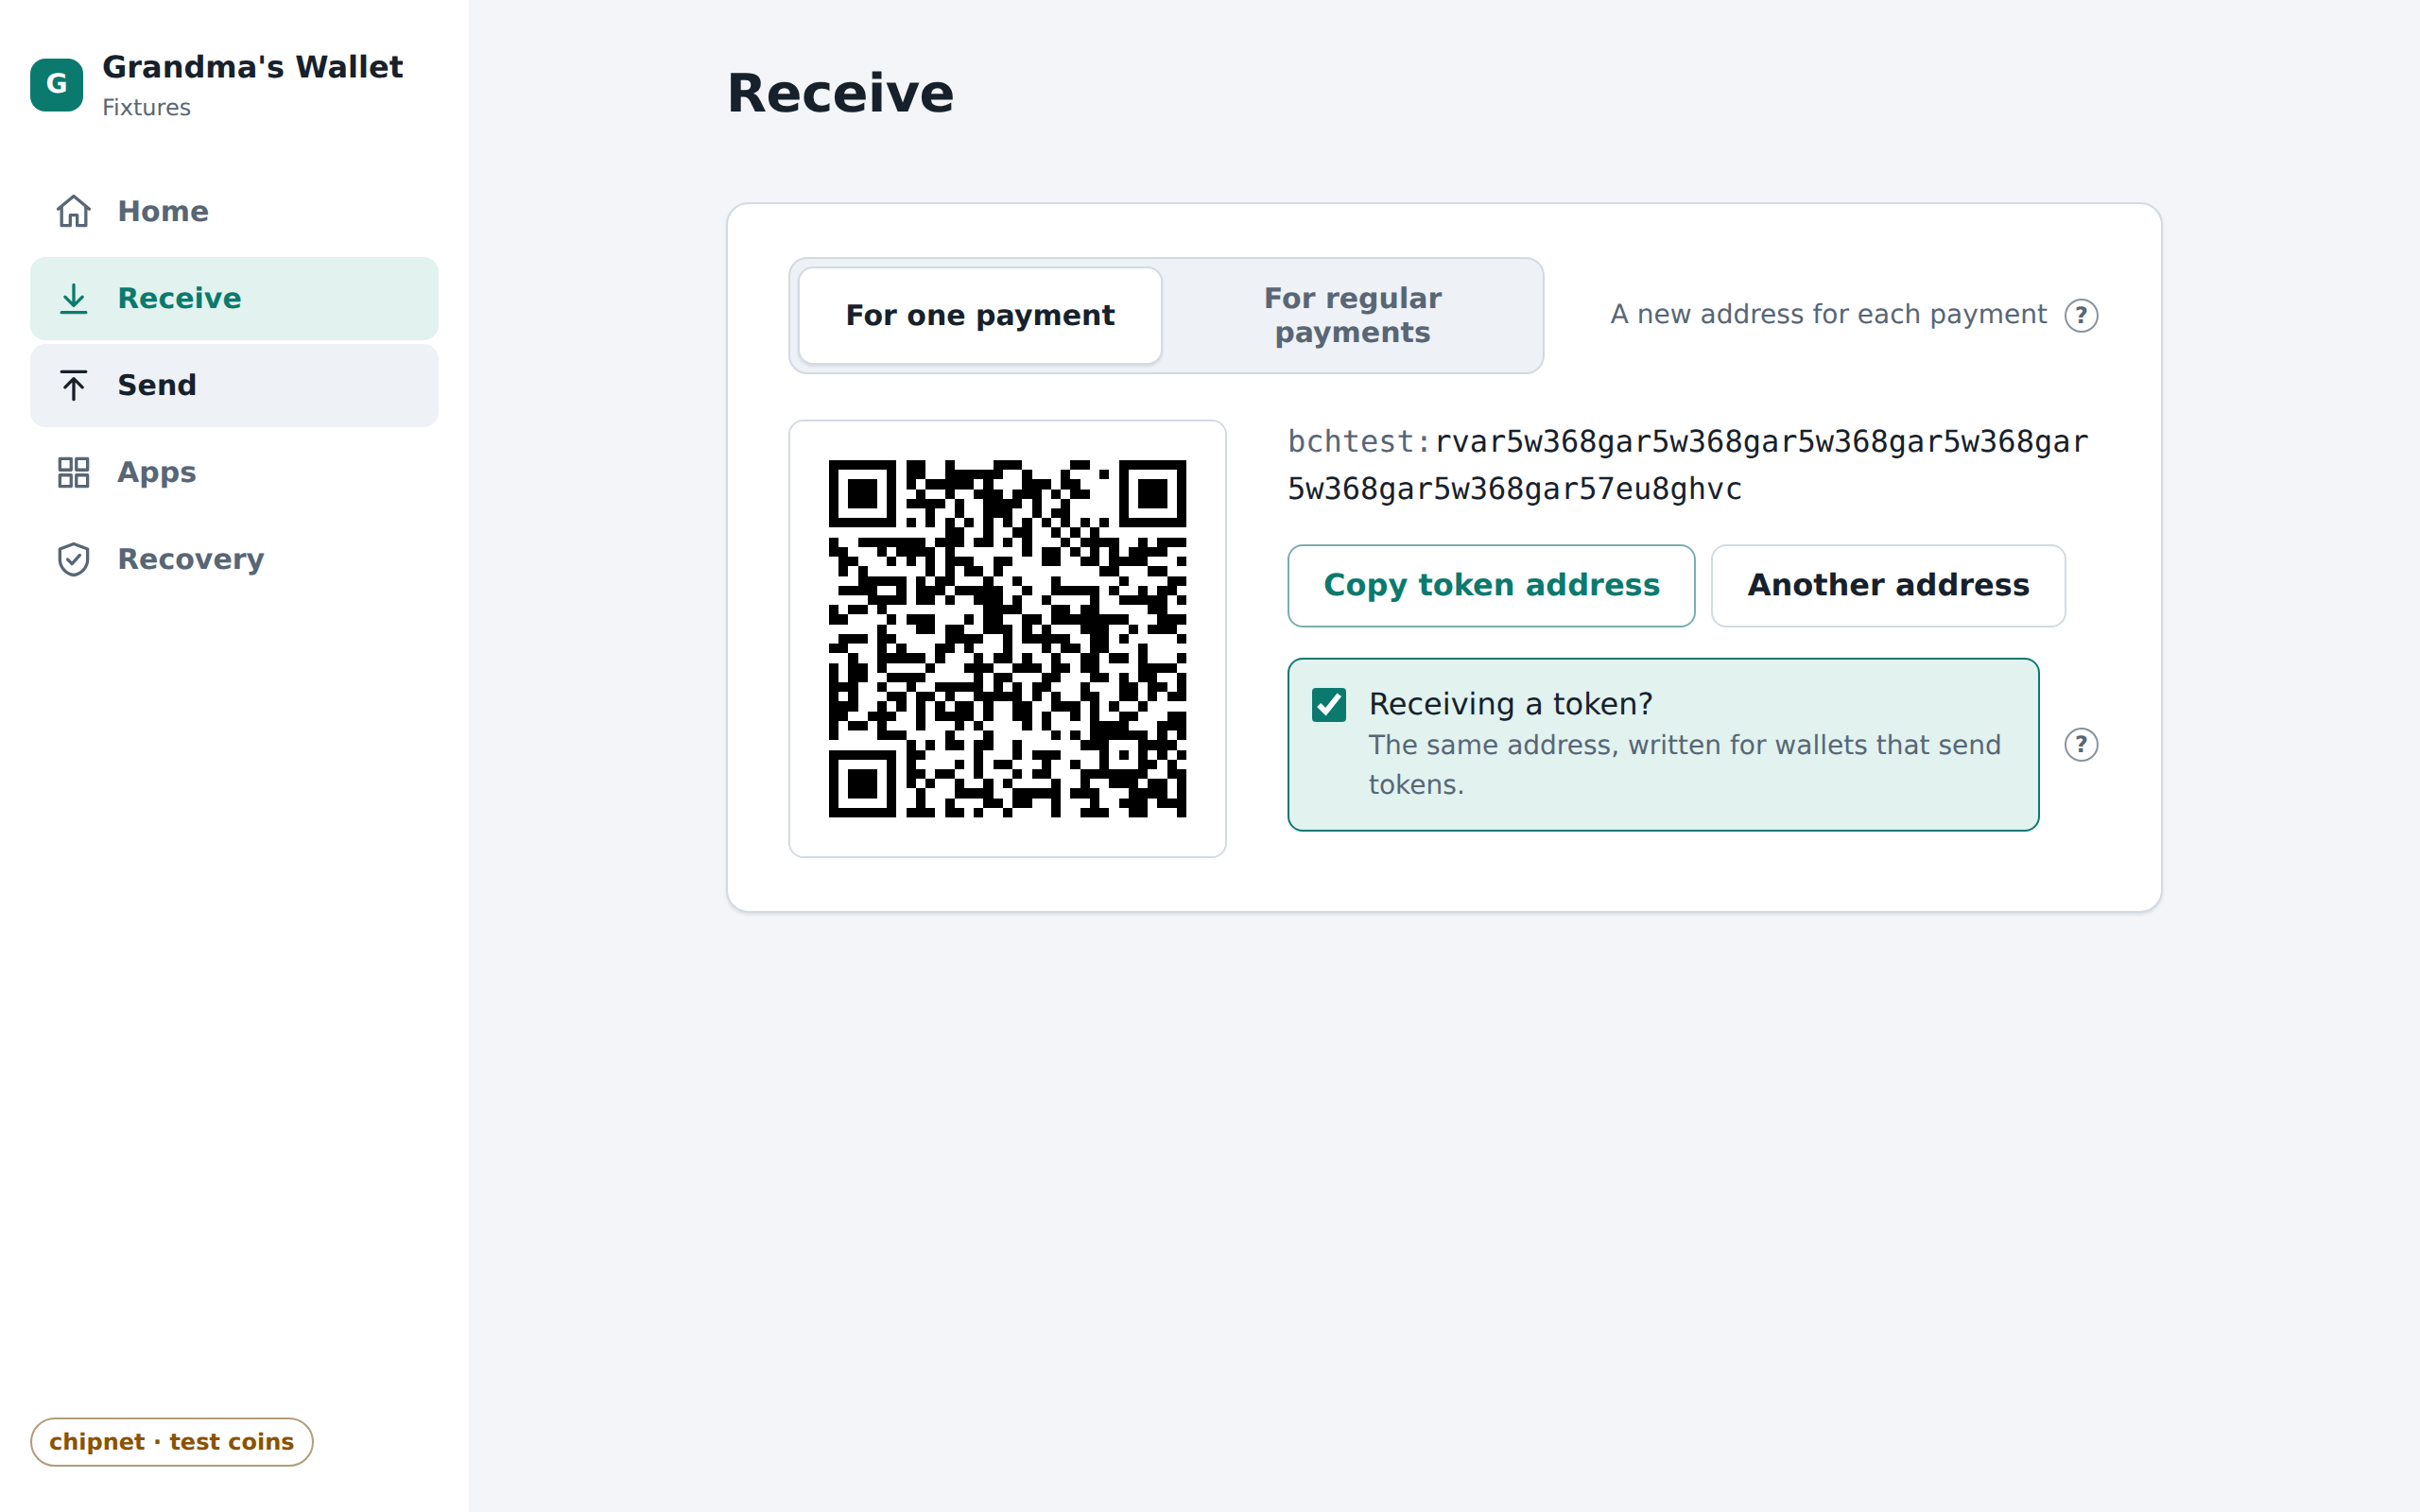 G
Grandma's Wallet
Fixtures
Home
Receive
Send
Apps
Recovery
chipnet · test coins
Receive
For one payment
For regular
payments
A new address for each payment ?
bchtest:rvar5w368gar5w368gar5w368gar5w368gar
5w368gar5w368gar57eu8ghvc
Copy token address
Another address
Receiving a token?
The same address, written for wallets that send
tokens.
?